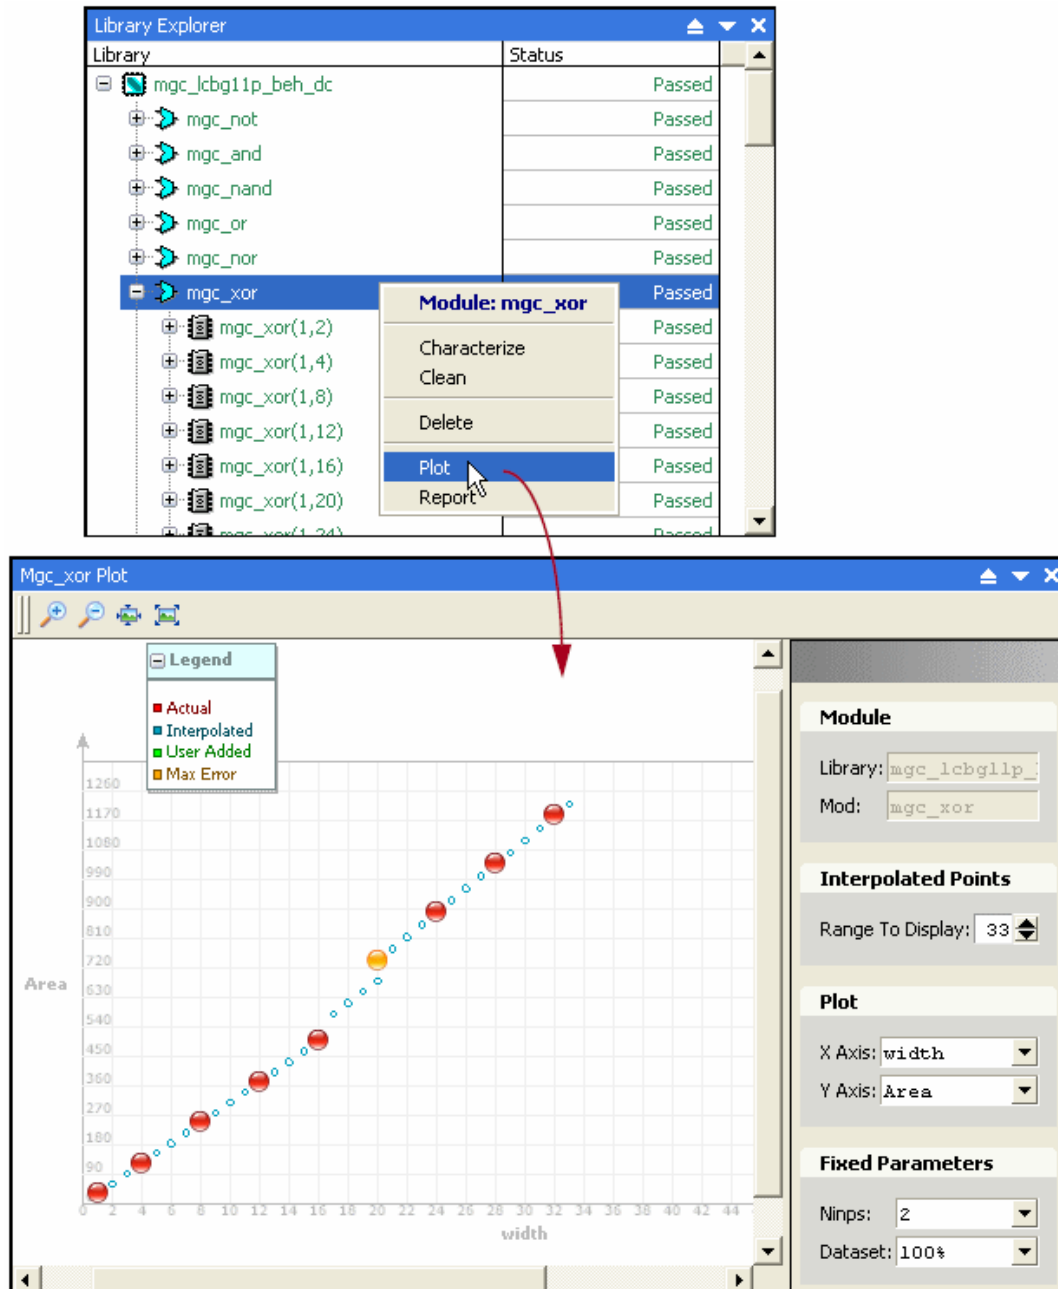 Library Explorer
Library Status
mgc_lcbg11p_beh_dc Passed
mgc_not Passed
mgc_and Passed
mgc_nand Passed
mgc_or Passed
mgc_nor Passed
mgc_xor Passed
Module: mgc_xor
mgc_xor(1,2) Passed
Characterize
mgc_xor(1,4) Passed
Clean
mgc_xor(1,8) Passed
Delete
mgc_xor(1,12) Passed
Plot
mgc_xor(1,16) Passed
Report
mgc_xor(1,20) Passed
mgc_xor(1,24) Passed
Mgc_xor Plot
Legend
Actual
Interpolated
User Added
Max Error
1260
1170
1080
990
900
810
720
630
540
450
360
270
180
90
Area
0 2 4 6 8 10 12 14 16 18 20 22 24 26 28 30 32 34 36 38 40 42 44
width
Module
Library: mgc_lcbg11p_
Mod: mgc_xor
Interpolated Points
Range To Display: 33
Plot
X Axis: width
Y Axis: Area
Fixed Parameters
Ninps: 2
Dataset: 100%